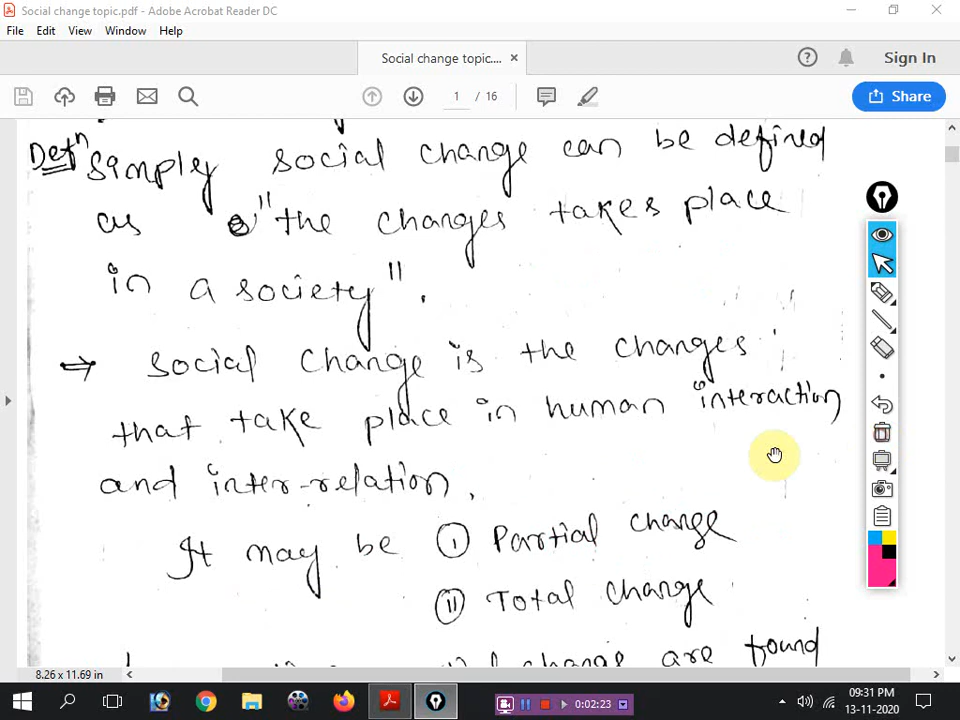 Social change topic.pdf - Adobe Acrobat Reader DC
File Edit View Window Help
Social change topic....
Sign In
1 / 16
Share
Defn Simply social change can be defined
as "the changes takes place
in a society".
⇒ Social Change is the changes
that take place in human interaction
and inter-relation.
It may be (I) Partial change
(II) Total change
change are found
8.26 x 11.69 in
0:02:23
09:31 PM
13-11-2020